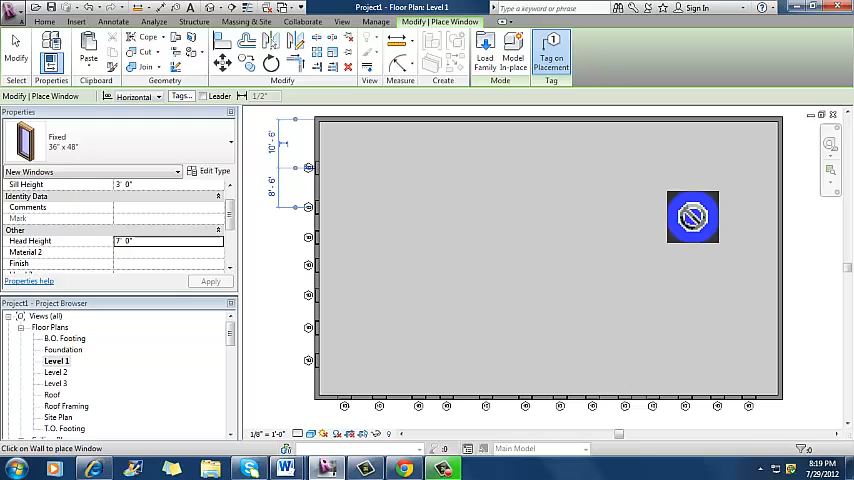 Project1 - Floor Plan: Level 1
Type a keyword or phrase
Sign In
Home
Insert
Annotate
Structure
Massing & Site
Collaborate
View
Manage
Modify | Place Window
Modify
Paste
Cope
Cut
Join
Load
Family
Model
In-place
Tag on
Placement
Select
Properties
Clipboard
Geometry
Modify
View
Measure
Create
Mode
Tag
Modify | Place Window
Horizontal
Tags...
Leader
1/2"
Properties
Fixed
36" x 48"
New Windows
Edit Type
Sill Height
3' 0"
Identity Data
Comments
Mark
Other
Head Height
7' 0"
Material 2
Finish
Properties help
Apply
10' - 6"
8' - 6"
Project1 - Project Browser
Views (all)
Floor Plans
B.O. Footing
Foundation
Level 1
Level 2
Level 3
Roof
Roof Framing
Site Plan
T.O. Footing
1/8" = 1'-0"
Click on Wall to place Window
:0
Main Model
:0
8:19 PM
7/29/2012